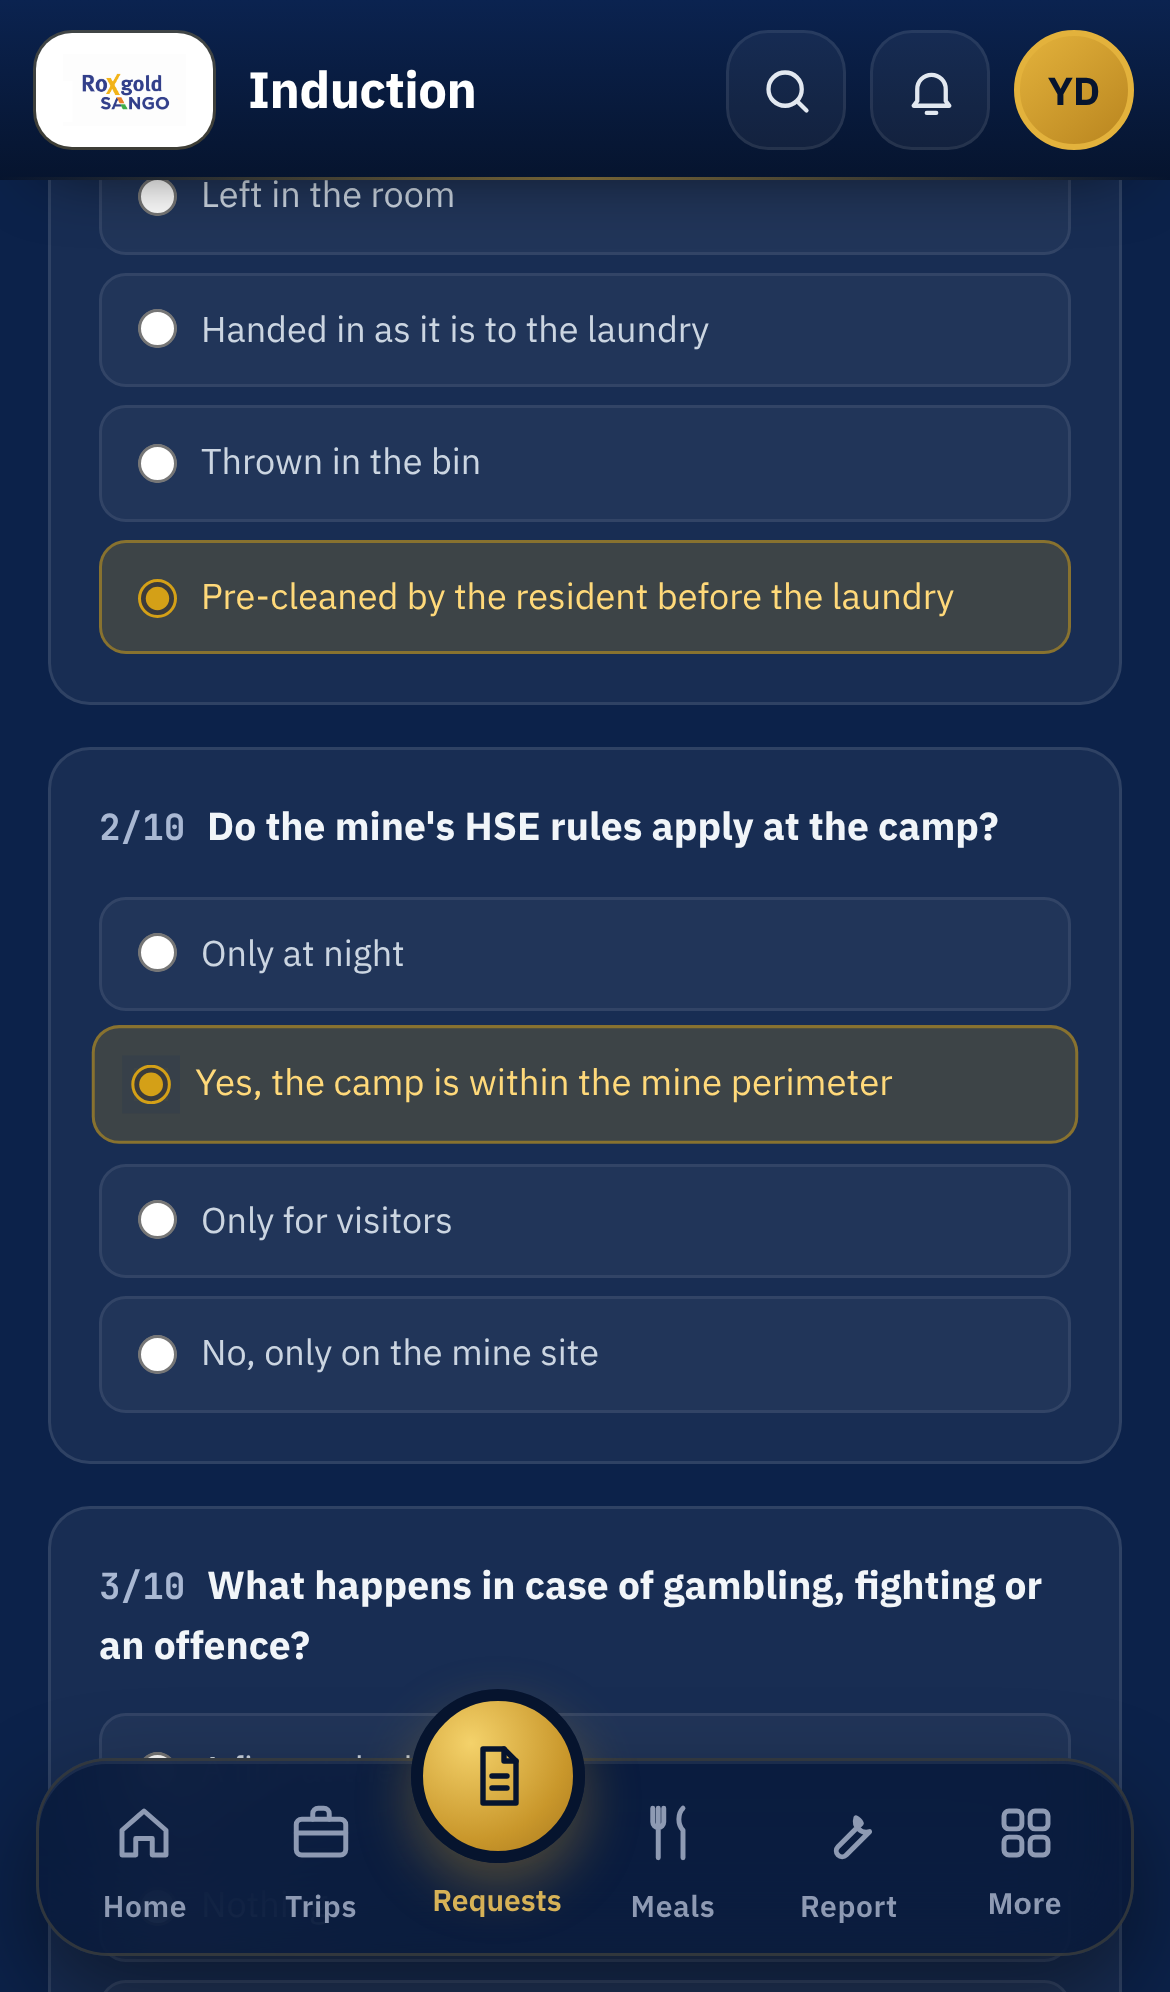 Roxgold
SANGO
Induction
YD
Left in the room
Handed in as it is to the laundry
Thrown in the bin
Pre-cleaned by the resident before the laundry
2/10 Do the mine's HSE rules apply at the camp?
Only at night
Yes, the camp is within the mine perimeter
Only for visitors
No, only on the mine site
3/10 What happens in case of gambling, fighting or
an offence?
Home
Trips
Requests
Meals
Report
More